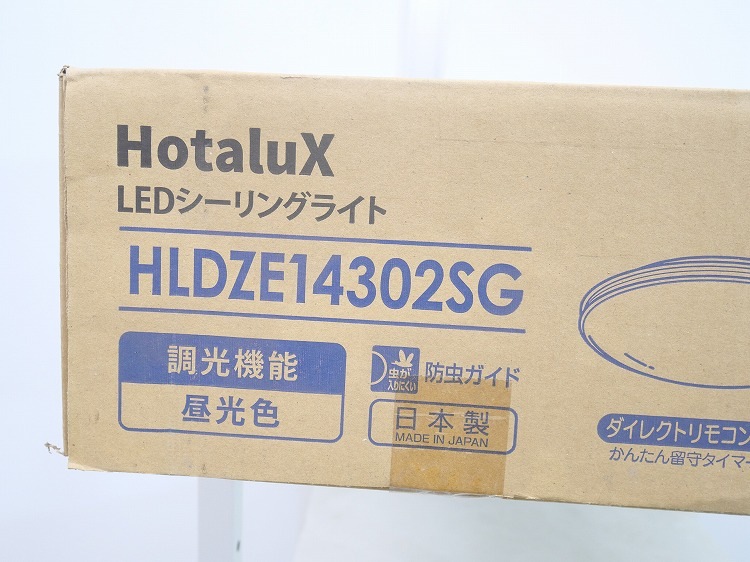 HotaluX
LEDシーリングライト
HLDZE14302SG
調光機能
昼光色
虫が
入りにくい
防虫ガイド
日本製
MADE IN JAPAN
ダイレクトリモコン
かんたん留守タイマー